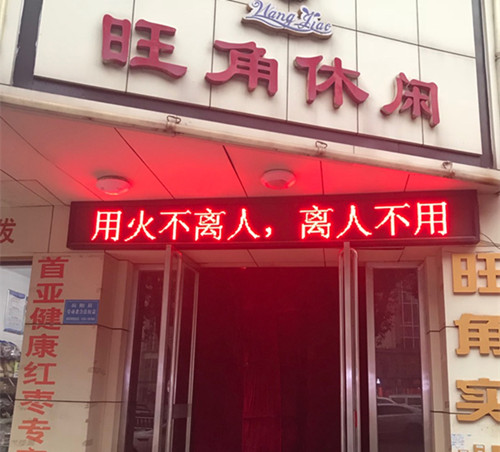 Wang Jiao
旺角休闲
用火不离人，离人不用
发
首亚健康红枣专
旺角实